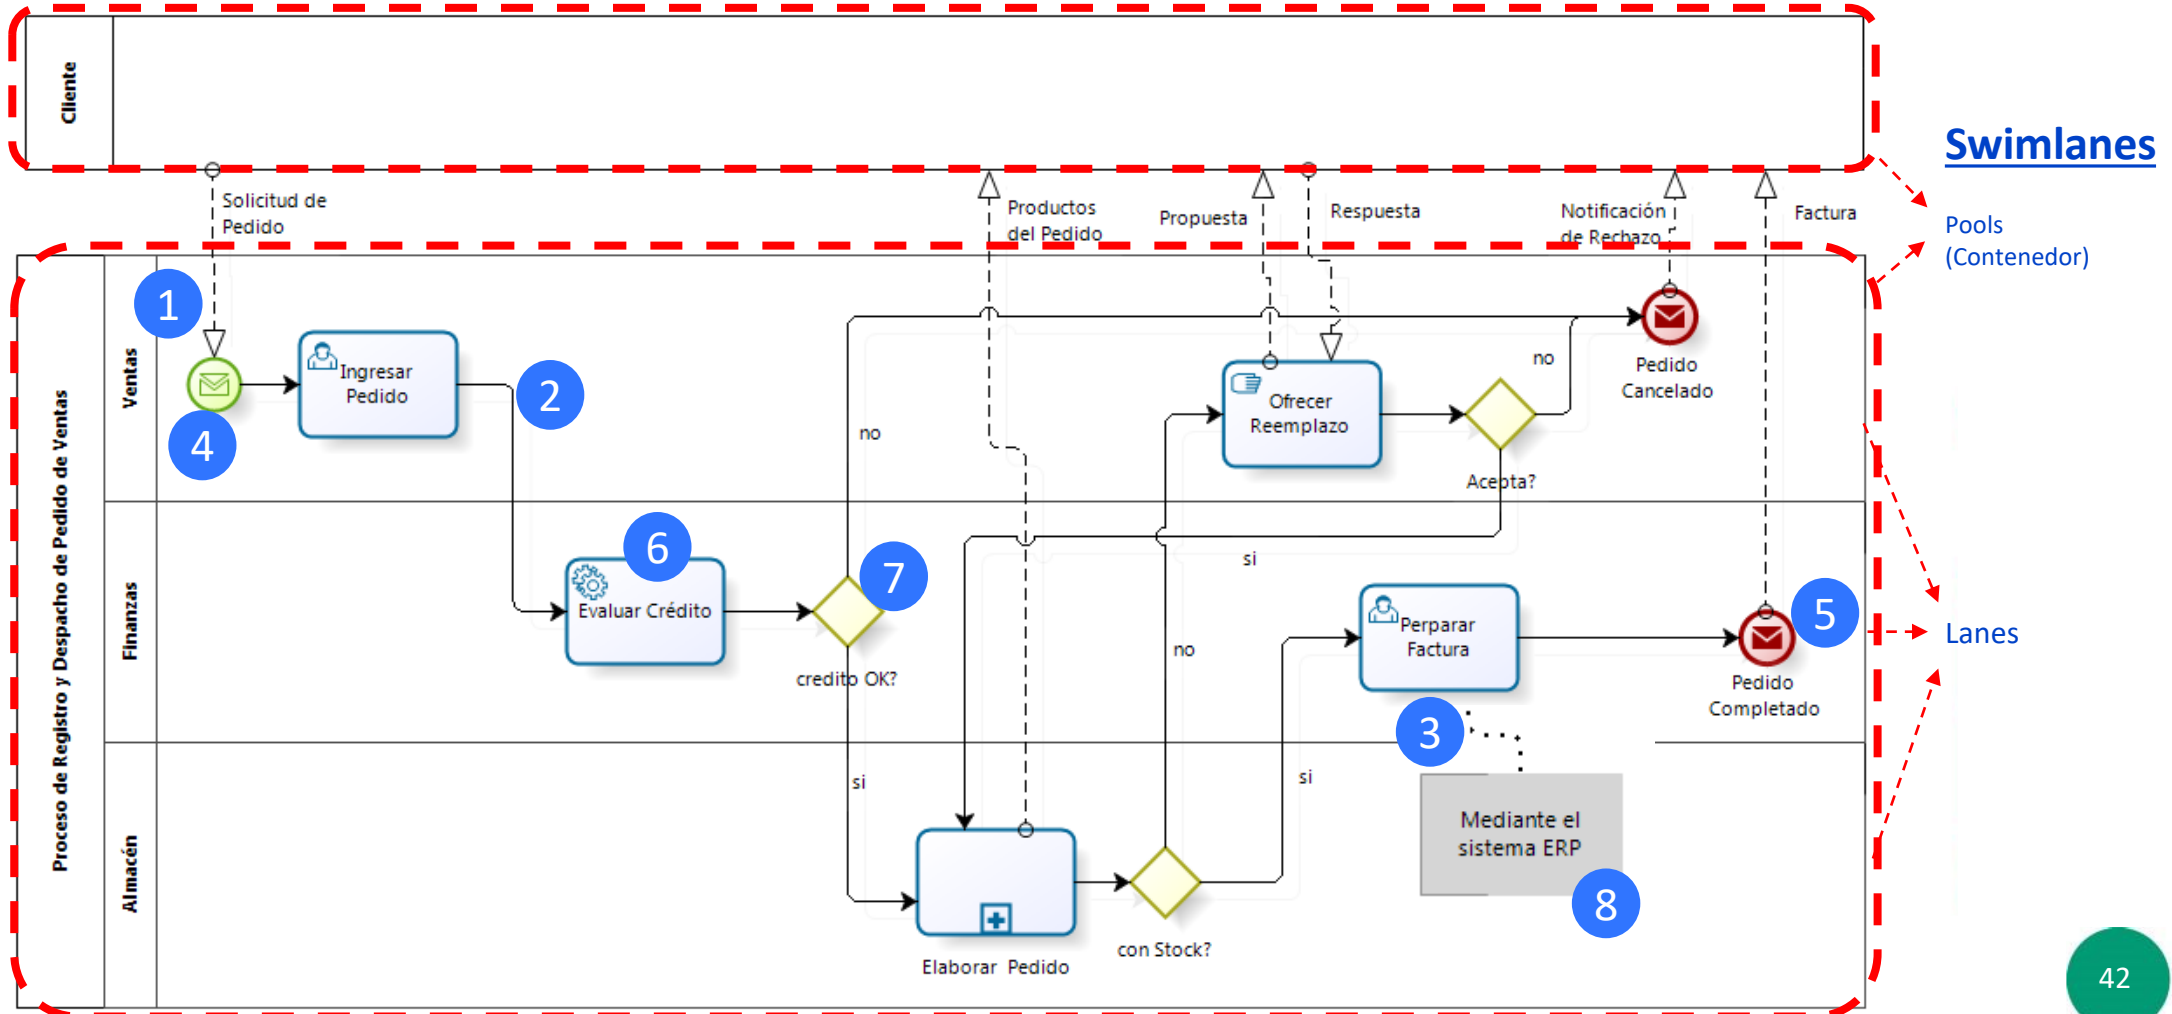 Cliente
Swimlanes
Solicitud de
Pedido
Productos
del Pedido
Propuesta
Respuesta
Notificación
de Rechazo
Factura
Pools
(Contenedor)
Proceso de Registro y Despacho de Pedido de Ventas
Ventas
1
4
Ingresar
Pedido
2
no
Ofrecer
Reemplazo
no
Acepta?
Pedido
Cancelado
Finanzas
6
Evaluar Crédito
7
credito OK?
si
no
Perparar
Factura
3
5
Pedido
Completado
Lanes
Almacén
si
si
Elaborar Pedido
con Stock?
Mediante el
sistema ERP
8
42